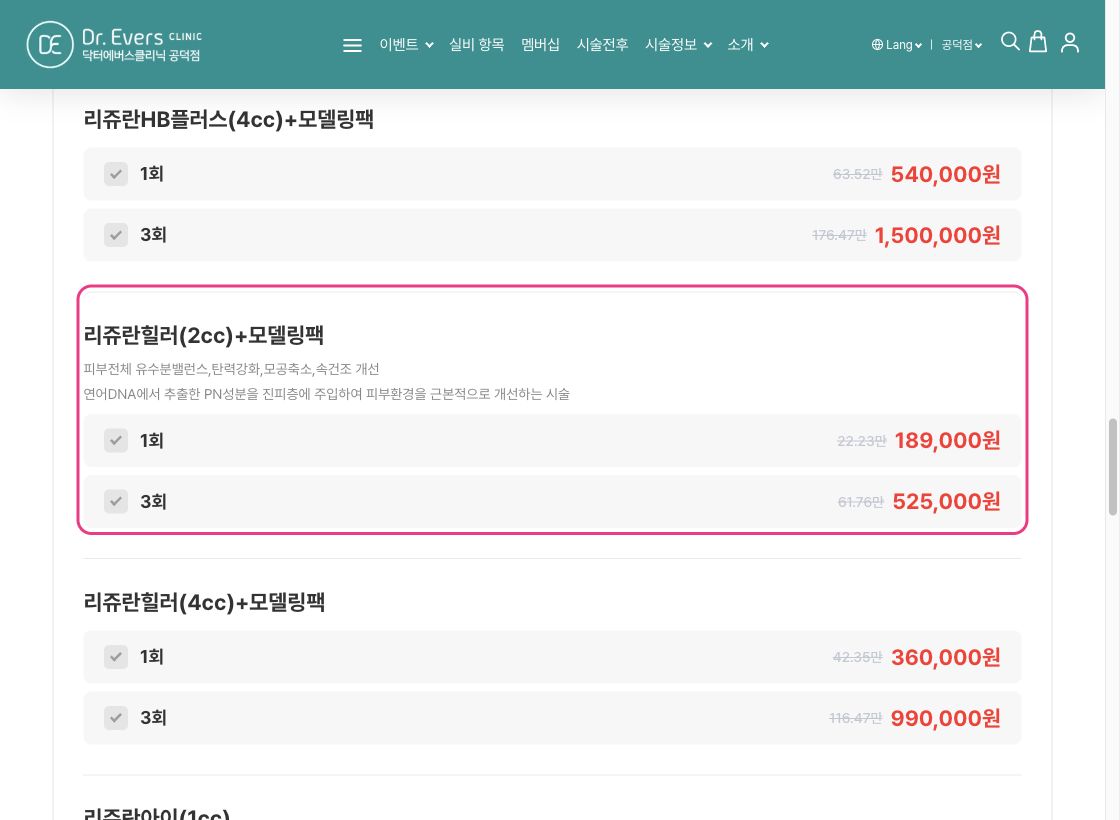 DE Dr. Evers CLINIC
닥터에버스클리닉 공덕점
이벤트 실비 항목 멤버십 시술전후 시술정보 소개 Lang | 공덕점
리쥬란HB플러스(4cc)+모델링팩
1회 63.52만 540,000원
3회 176.47만 1,500,000원
리쥬란힐러(2cc)+모델링팩
피부전체 유수분밸런스,탄력강화,모공축소,속건조 개선
연어DNA에서 추출한 PN성분을 진피층에 주입하여 피부환경을 근본적으로 개선하는 시술
1회 22.23만 189,000원
3회 61.76만 525,000원
리쥬란힐러(4cc)+모델링팩
1회 42.35만 360,000원
3회 116.47만 990,000원
리쥬란아이(1cc)